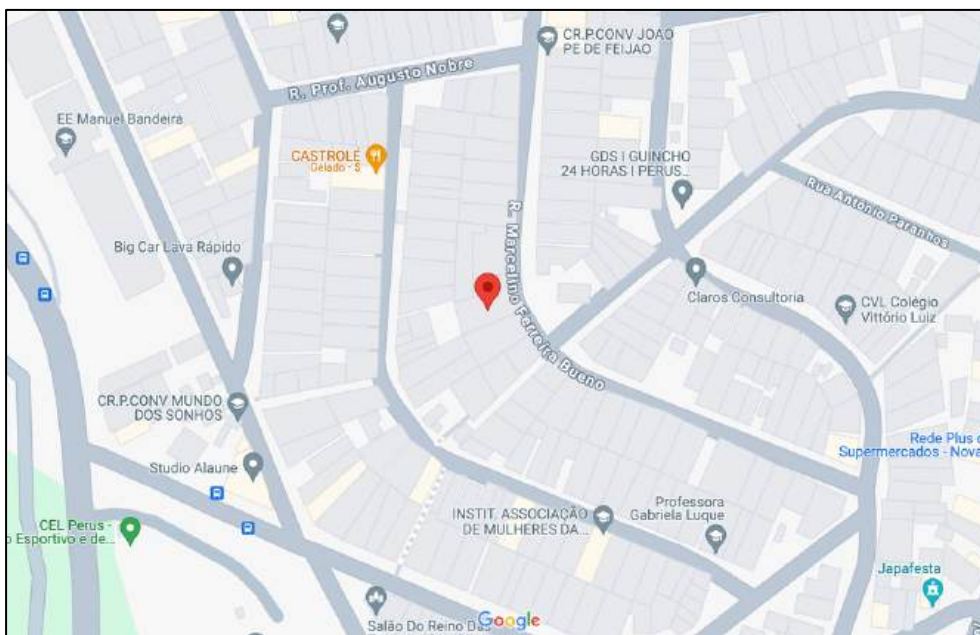 CR.P.CONV JOAO
PE DE FEIJAO
R. Prof. Augusto Nobre
EE Manuel Bandeira
CASTROLÉ
Gelado - $
GDS | GUINCHO
24 HORAS | PERUS...
Rua Antônio Paranhos
R. Marcelino Ferreira Bueno
Big Car Lava Rápido
Claros Consultoria
CVL Colégio
Vittório Luiz
CR.P.CONV MUNDO
DOS SONHOS
Rede Plus
Supermercados - Nova
Studio Alaune
Professora
Gabriela Luque
INSTIT. ASSOCIAÇÃO
DE MULHERES DA...
CEL Perus -
o Esportivo e de...
Japafesta
Salão Do Reino Das
Google